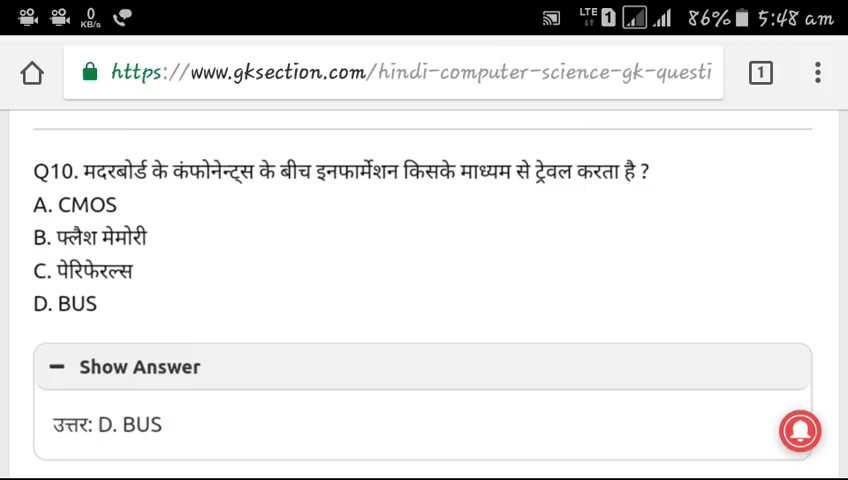 0
KB/s
LTE
1
86%
5:48 am
https://www.gksection.com/hindi-computer-science-gk-questi
1
Q10. मदरबोर्ड के कंफोनेन्ट्स के बीच इनफार्मेशन किसके माध्यम से ट्रेवल करता है ?
A. CMOS
B. फ्लैश मेमोरी
C. पेरिफेरल्स
D. BUS
Show Answer
उत्तर: D. BUS